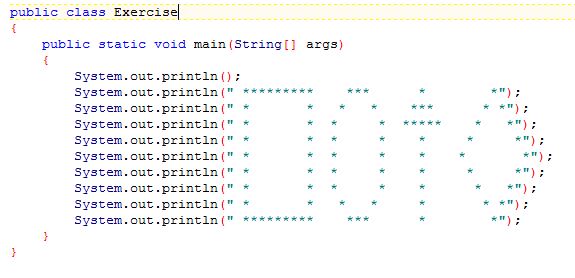 public class Exercise
{
    public static void main(String[] args)
    {
        System.out.println();
        System.out.println(" *********    ***      *        *");
        System.out.println(" *       *   *   *    ***      * *");
        System.out.println(" *       *  *     *  *****    *   *");
        System.out.println(" *       *  *     *    *     *     *");
        System.out.println(" *       *  *     *    *    *       *");
        System.out.println(" *       *  *     *    *     *     *");
        System.out.println(" *       *  *     *    *      *   *");
        System.out.println(" *       *   *   *     *       * *");
        System.out.println(" *********    ***      *        *");
    }
}